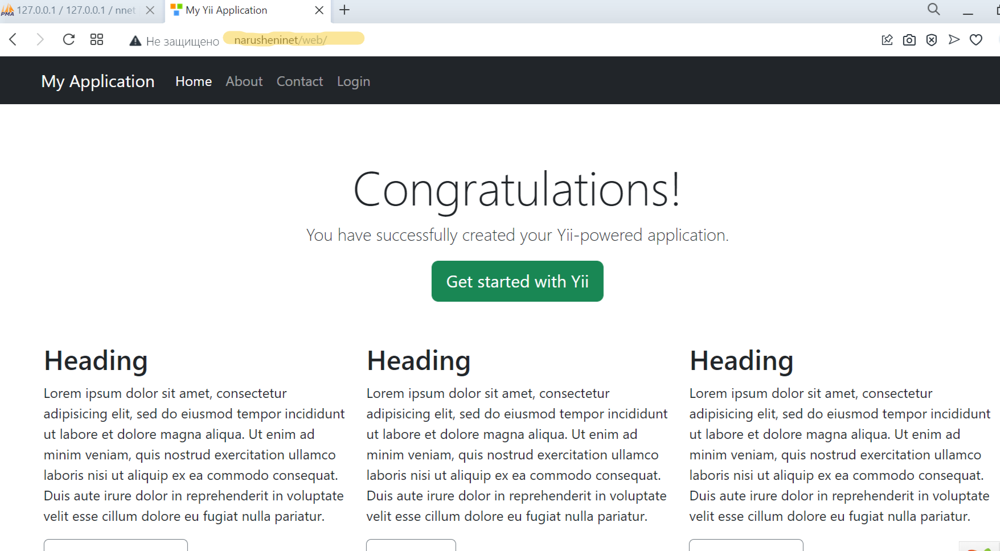 127.0.0.1 / 127.0.0.1 / nnet
My Yii Application
Не защищено narusheninet/web/
My Application Home About Contact Login
Congratulations!
You have successfully created your Yii-powered application.
Get started with Yii
Heading
Lorem ipsum dolor sit amet, consectetur
adipisicing elit, sed do eiusmod tempor incididunt
ut labore et dolore magna aliqua. Ut enim ad
minim veniam, quis nostrud exercitation ullamco
laboris nisi ut aliquip ex ea commodo consequat.
Duis aute irure dolor in reprehenderit in voluptate
velit esse cillum dolore eu fugiat nulla pariatur.
Heading
Lorem ipsum dolor sit amet, consectetur
adipisicing elit, sed do eiusmod tempor incididunt
ut labore et dolore magna aliqua. Ut enim ad
minim veniam, quis nostrud exercitation ullamco
laboris nisi ut aliquip ex ea commodo consequat.
Duis aute irure dolor in reprehenderit in voluptate
velit esse cillum dolore eu fugiat nulla pariatur.
Heading
Lorem ipsum dolor sit amet, consectetur
adipisicing elit, sed do eiusmod tempor incididunt
ut labore et dolore magna aliqua. Ut enim ad
minim veniam, quis nostrud exercitation ullamco
laboris nisi ut aliquip ex ea commodo consequat.
Duis aute irure dolor in reprehenderit in voluptate
velit esse cillum dolore eu fugiat nulla pariatur.